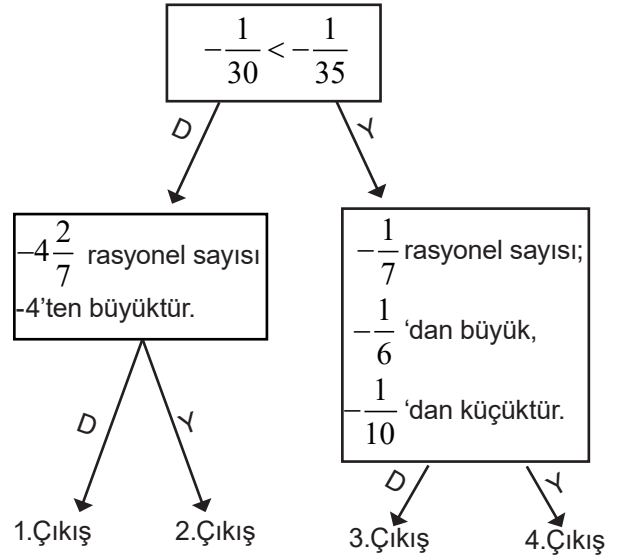 -1/30 < -1/35
D Y
-4 2/7 rasyonel sayısı
-4’ten büyüktür.
-1/7 rasyonel sayısı;
-1/6 ‘dan büyük,
-1/10 ‘dan küçüktür.
D Y
D Y
1.Çıkış 2.Çıkış 3.Çıkış 4.Çıkış